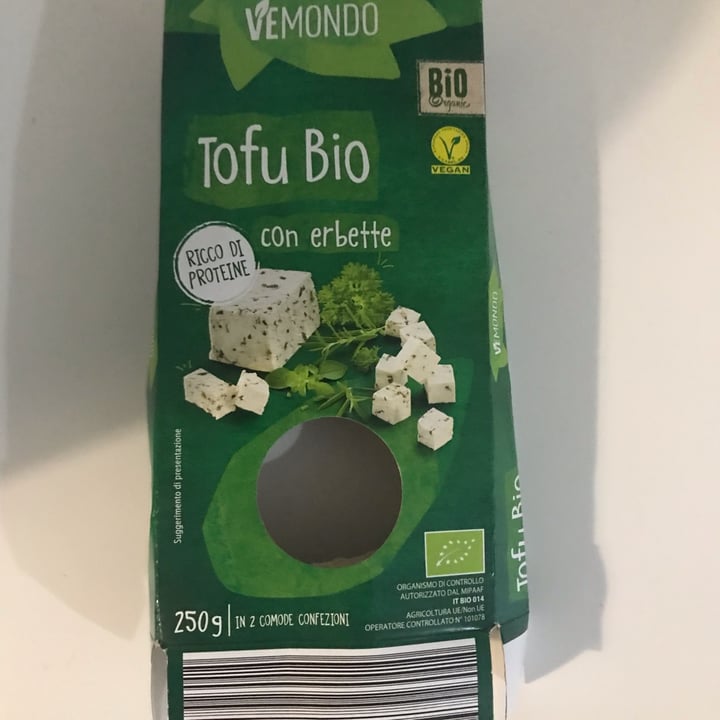 VEMONDO
BiO
Organic
VEGAN
Tofu Bio
con erbette
RICCO DI
PROTEINE
VEMONDO
Suggerimento di presentazione
Tofu Bio
ORGANISMO DI CONTROLLO
AUTORIZZATO DAL MIPAAF
IT BIO 014
AGRICOLTURA UE/Non UE
OPERATORE CONTROLLATO N° 101078
250g | IN 2 COMODE CONFEZIONI